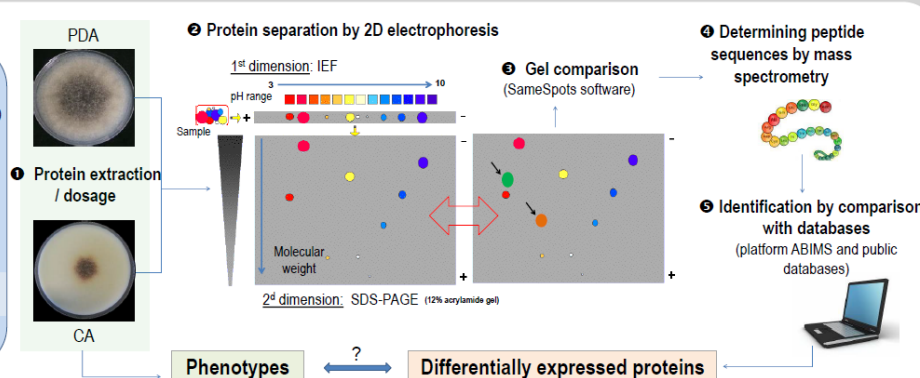 PDA
❶ Protein extraction
/ dosage
CA
❷ Protein separation by 2D electrophoresis
1st dimension: IEF
3
10
pH range
Sample
+
−
−
Molecular
weight
+
2d dimension: SDS-PAGE (12% acrylamide gel)
❸ Gel comparison
(SameSpots software)
−
+
❹ Determining peptide
sequences by mass
spectrometry
❺ Identification by comparison
with databases
(platform ABIMS and public
databases)
Phenotypes
?
Differentially expressed proteins